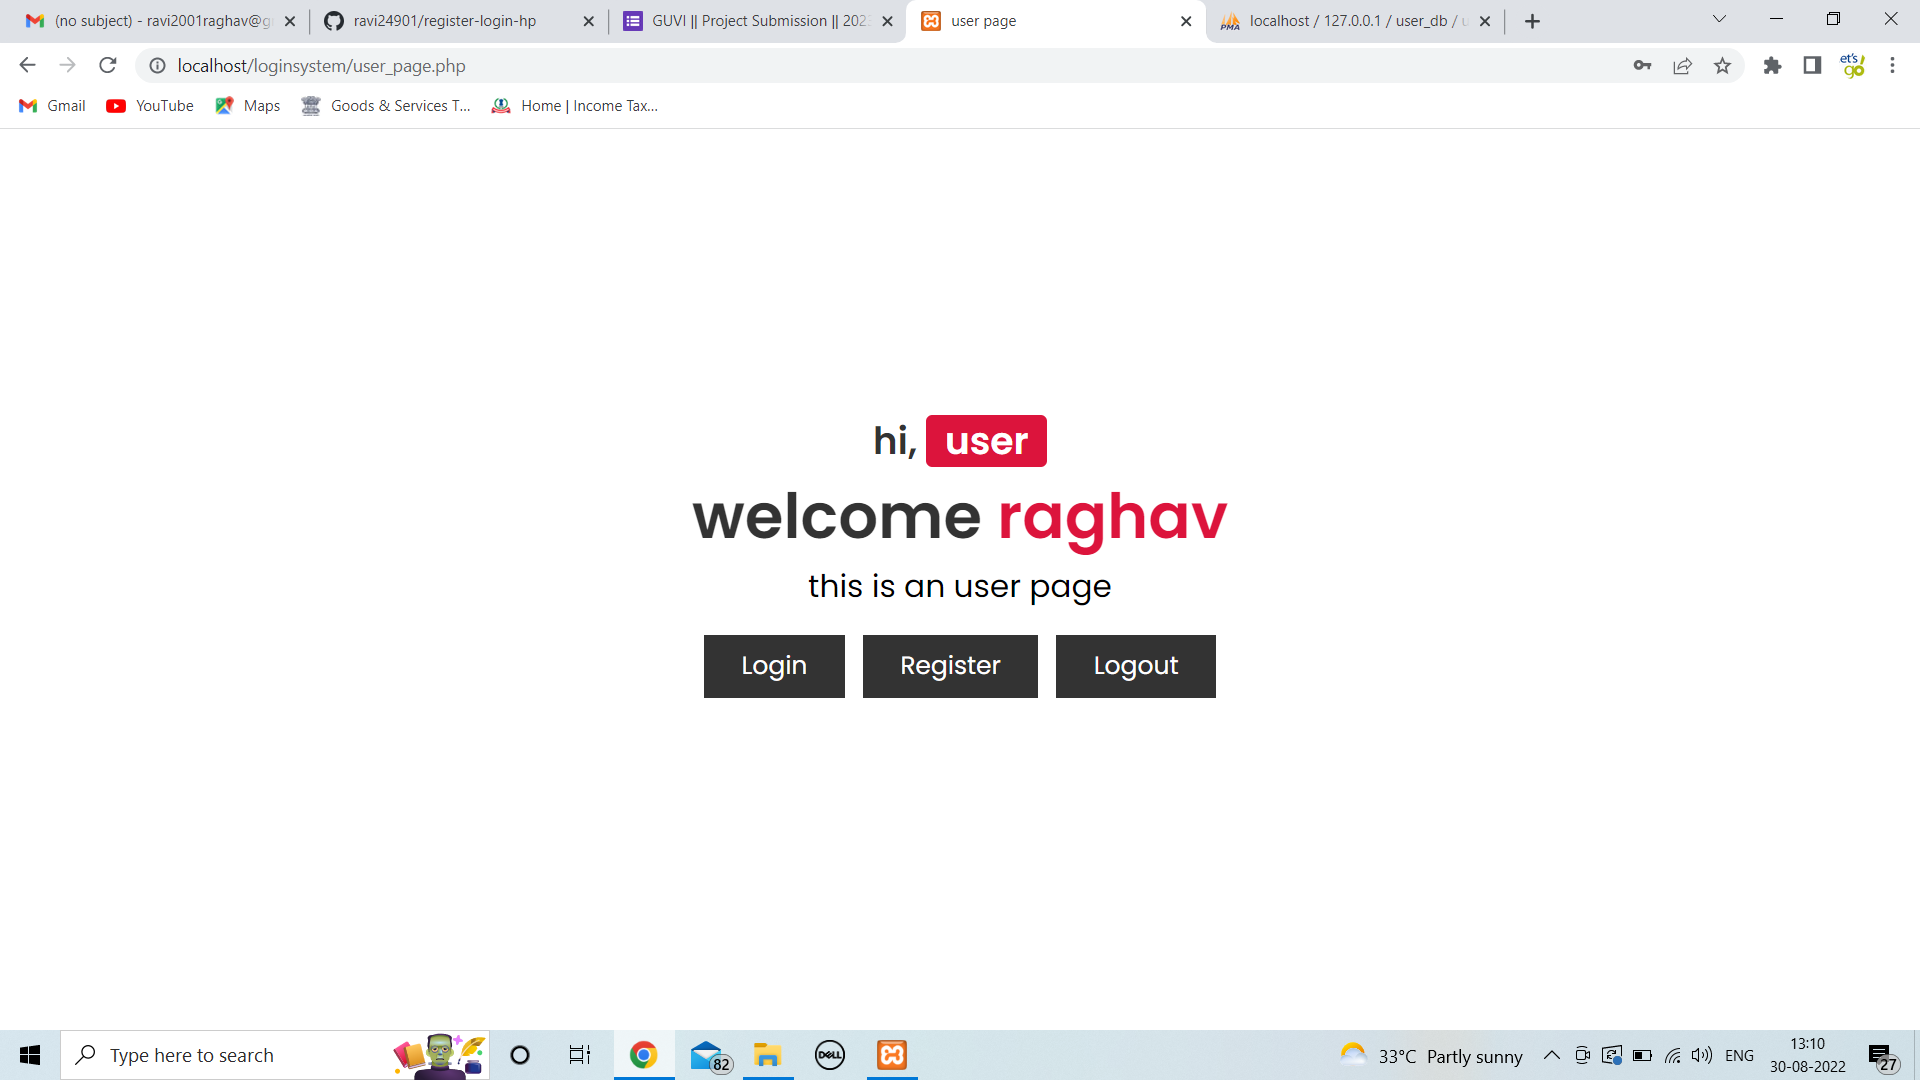 (no subject) - ravi2001raghav@g
ravi24901/register-login-hp
GUVI || Project Submission || 202
user page
localhost / 127.0.0.1 / user_db / u
localhost/loginsystem/user_page.php
et's go!
Gmail
YouTube
Maps
Goods & Services T...
Home | Income Tax...
hi, user
welcome raghav
this is an user page
Login
Register
Logout
Type here to search
82
DELL
33°C Partly sunny
ENG
13:10
30-08-2022
27